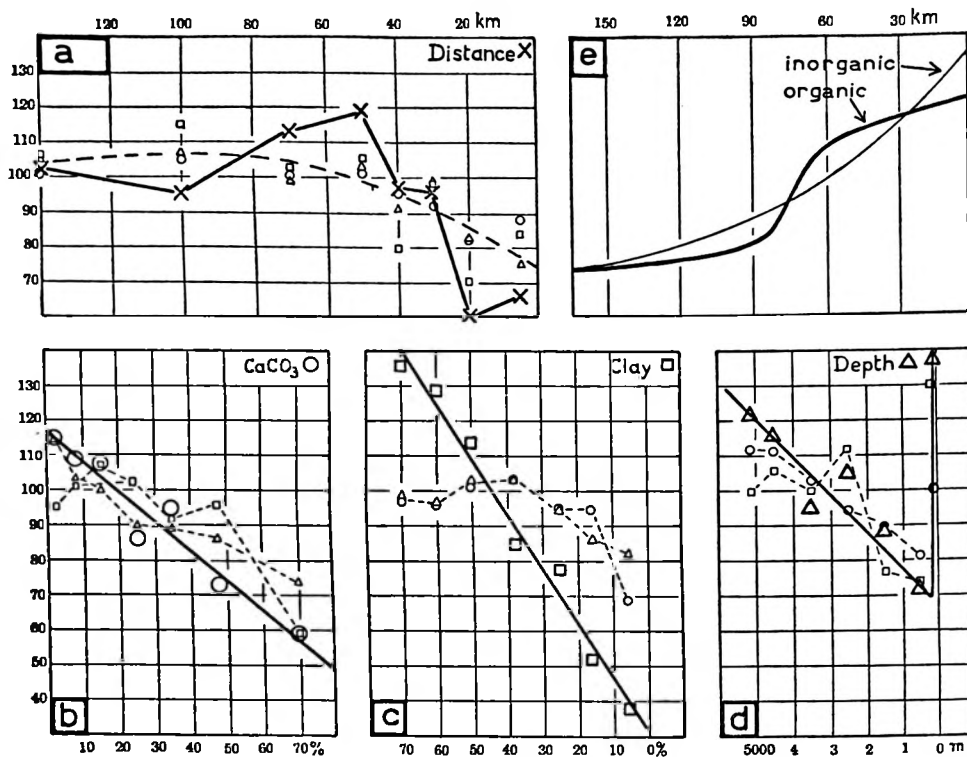 120 100 80 60 40 20 km
160 120 90 60 30 km
a
Distance
e
inorganic
organic
130
120
110
100
90
80
70
CaCO3
Clay
Depth
130
120
110
100
90
80
70
60
50
40
b
c
d
10 20 30 40 50 60 70%
70 60 50 40 30 20 10 0%
5000 4 3 2 1 0 m